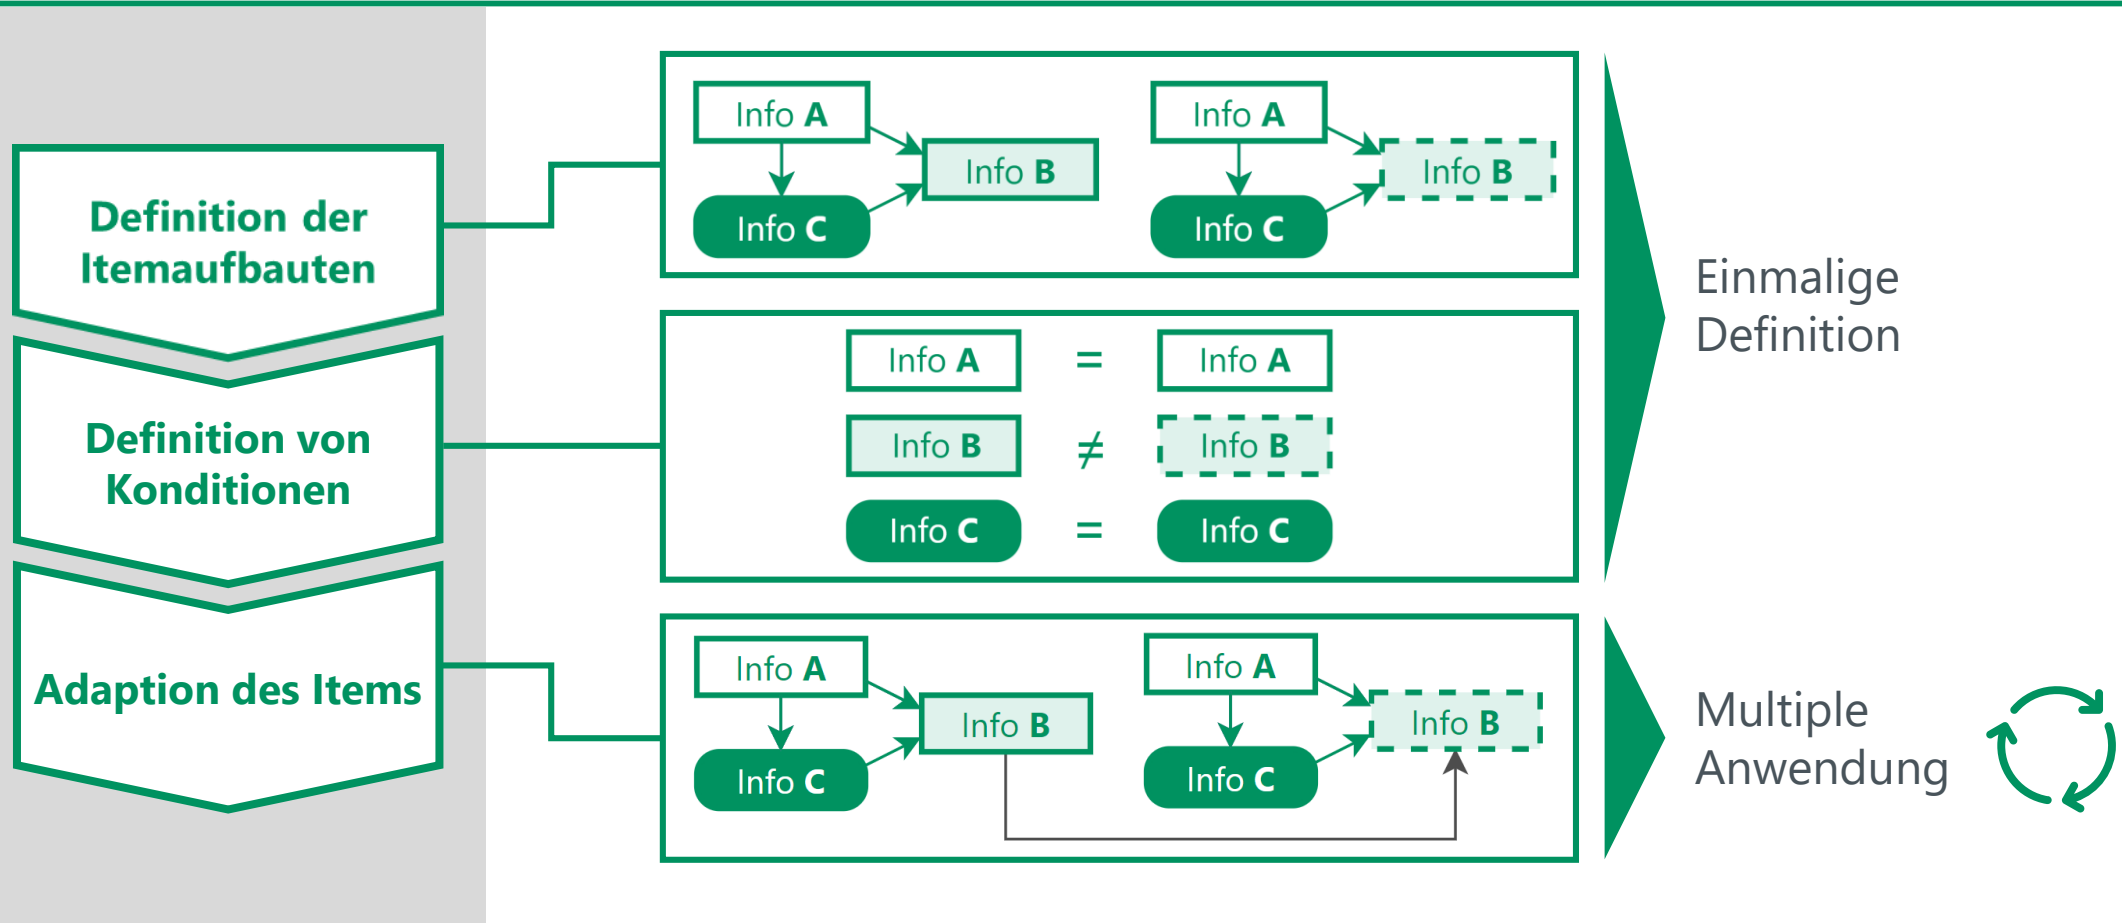 Definition der
Itemaufbauten
Info A
Info B
Info C
Info A
Info B
Info C
Definition von
Konditionen
Info A = Info A
Info B ≠ Info B
Info C = Info C
Einmalige
Definition
Adaption des Items
Info A
Info B
Info C
Info A
Info B
Info C
Multiple
Anwendung